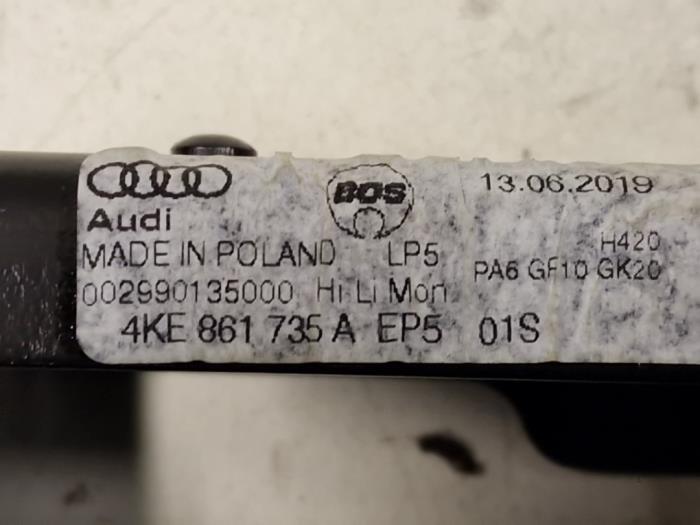 Audi
BOS
13.06.2019
MADE IN POLAND LP5
H420
PA6 GF10 GK20
002990135000 Hi Li Mon
4KE 861 735 A EP5 01S